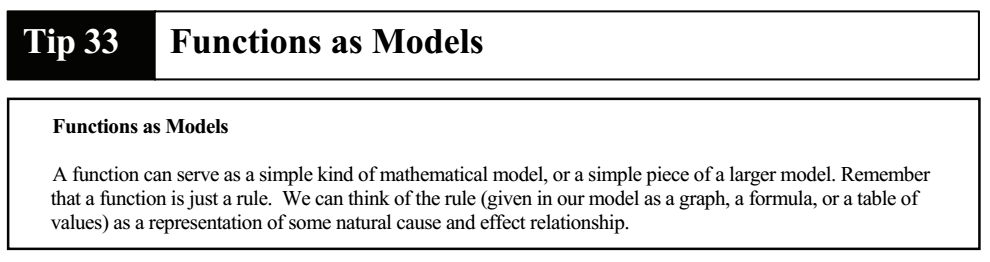 Tip 33 Functions as Models
Functions as Models
A function can serve as a simple kind of mathematical model, or a simple piece of a larger model. Remember
that a function is just a rule.  We can think of the rule (given in our model as a graph, a formula, or a table of
values) as a representation of some natural cause and effect relationship.